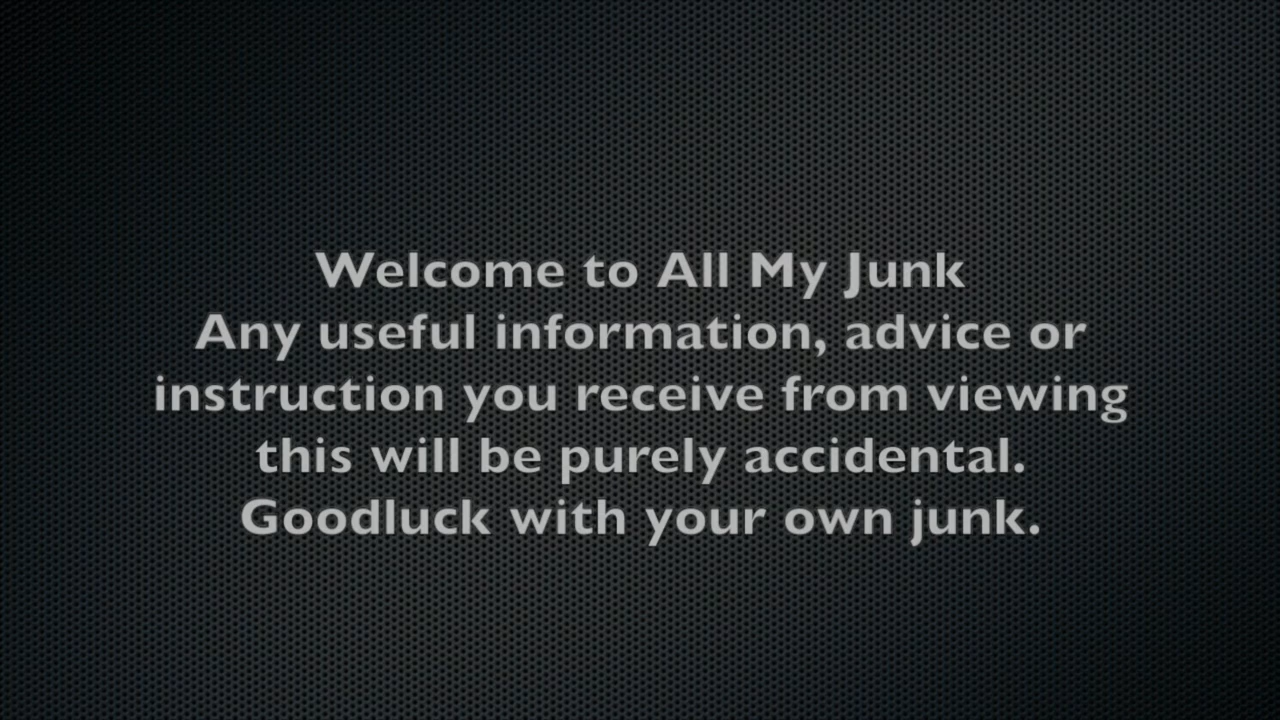 Welcome to All My Junk
Any useful information, advice or
instruction you receive from viewing
this will be purely accidental.
Goodluck with your own junk.